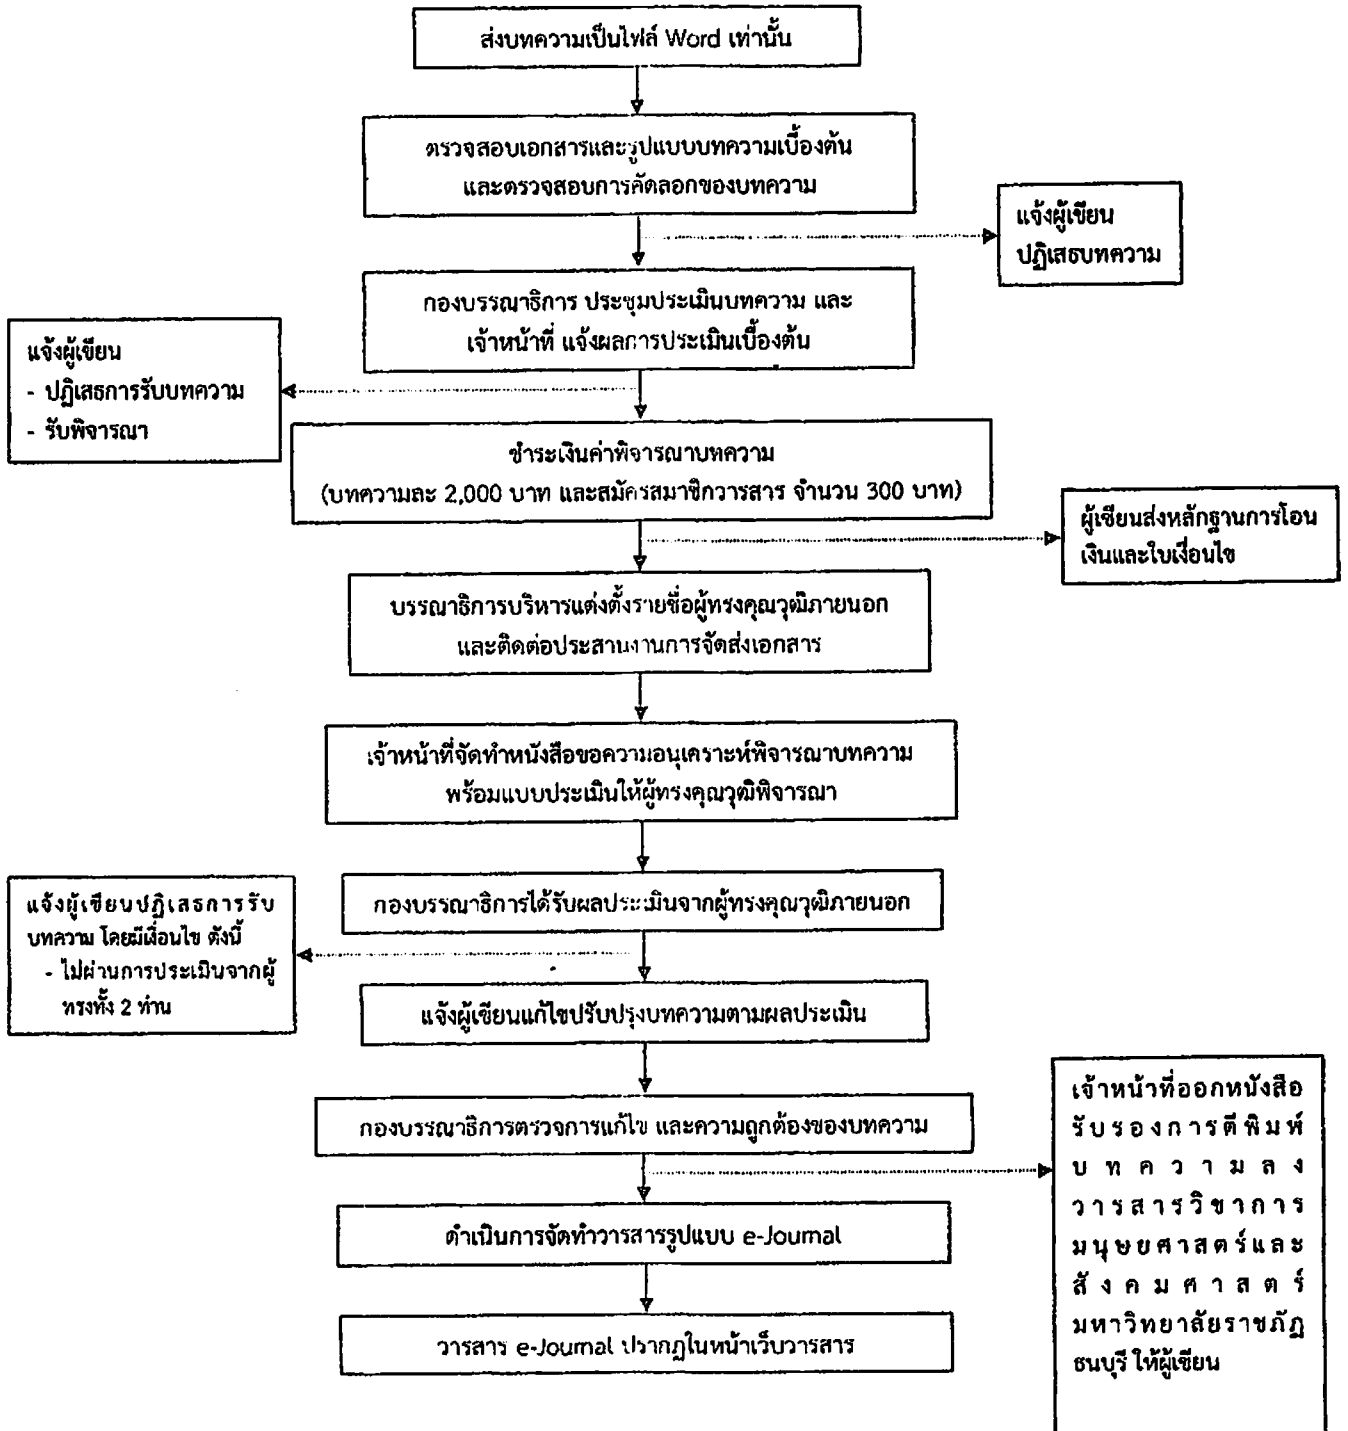 ส่งบทความเป็นไฟล์ Word เท่านั้น
ตรวจสอบเอกสารและรูปแบบบทความเบื้องต้น
และตรวจสอบการคัดลอกของบทความ
แจ้งผู้เขียน
ปฏิเสธบทความ
กองบรรณาธิการ ประชุมประเมินบทความ และ
เจ้าหน้าที่ แจ้งผลการประเมินเบื้องต้น
แจ้งผู้เขียน
- ปฏิเสธการรับบทความ
- รับพิจารณา
ชำระเงินค่าพิจารณาบทความ
(บทความละ 2,000 บาท และสมัครสมาชิกวารสาร จำนวน 300 บาท)
ผู้เขียนส่งหลักฐานการโอน
เงินและใบเงื่อนไข
บรรณาธิการบริหารแต่งตั้งรายชื่อผู้ทรงคุณวุฒิภายนอก
และติดต่อประสานงานการจัดส่งเอกสาร
เจ้าหน้าที่จัดทำหนังสือขอความอนุเคราะห์พิจารณาบทความ
พร้อมแบบประเมินให้ผู้ทรงคุณวุฒิพิจารณา
กองบรรณาธิการได้รับผลประเมินจากผู้ทรงคุณวุฒิภายนอก
แจ้งผู้เขียนปฏิเสธการรับ
บทความ โดยมีเงื่อนไข ดังนี้
- ไม่ผ่านการประเมินจากผู้
ทรงทั้ง 2 ท่าน
แจ้งผู้เขียนแก้ไขปรับปรุงบทความตามผลประเมิน
กองบรรณาธิการตรวจการแก้ไข และความถูกต้องของบทความ
เจ้าหน้าที่ออกหนังสือ
รับรองการตีพิมพ์
บทความลง
วารสารวิชาการ
มนุษยศาสตร์และ
สังคมศาสตร์
มหาวิทยาลัยราชภัฏ
ธนบุรี ให้ผู้เขียน
ดำเนินการจัดทำวารสารรูปแบบ e-Journal
วารสาร e-Journal ปรากฏในหน้าเว็บวารสาร